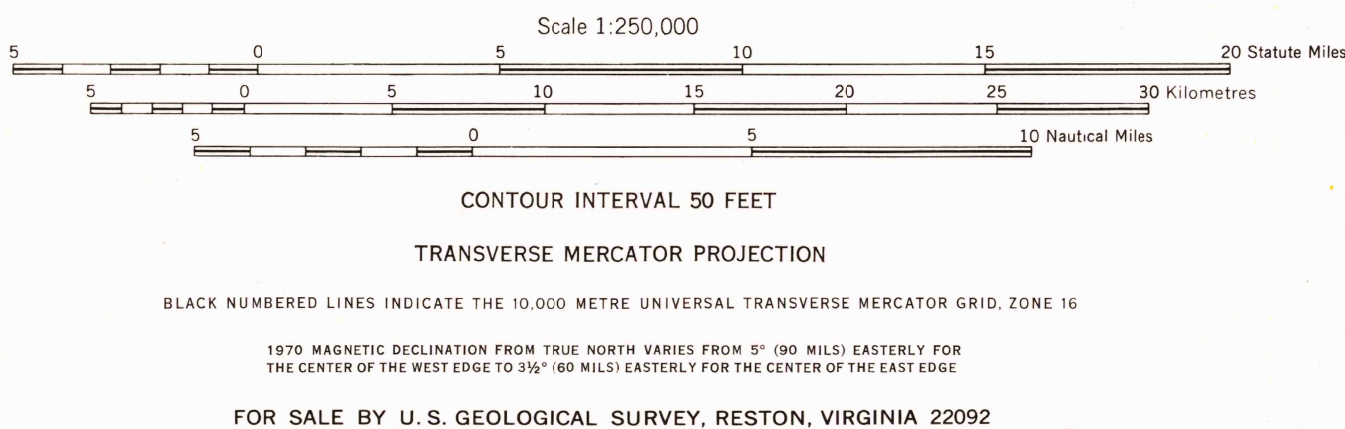 Scale 1:250,000
5 0 5 10 15 20 Statute Miles
5 0 5 10 15 20 25 30 Kilometres
5 0 5 10 Nautical Miles
CONTOUR INTERVAL 50 FEET
TRANSVERSE MERCATOR PROJECTION
BLACK NUMBERED LINES INDICATE THE 10,000 METRE UNIVERSAL TRANSVERSE MERCATOR GRID, ZONE 16
1970 MAGNETIC DECLINATION FROM TRUE NORTH VARIES FROM 5° (90 MILS) EASTERLY FOR
THE CENTER OF THE WEST EDGE TO 3½° (60 MILS) EASTERLY FOR THE CENTER OF THE EAST EDGE
FOR SALE BY U. S. GEOLOGICAL SURVEY, RESTON, VIRGINIA 22092